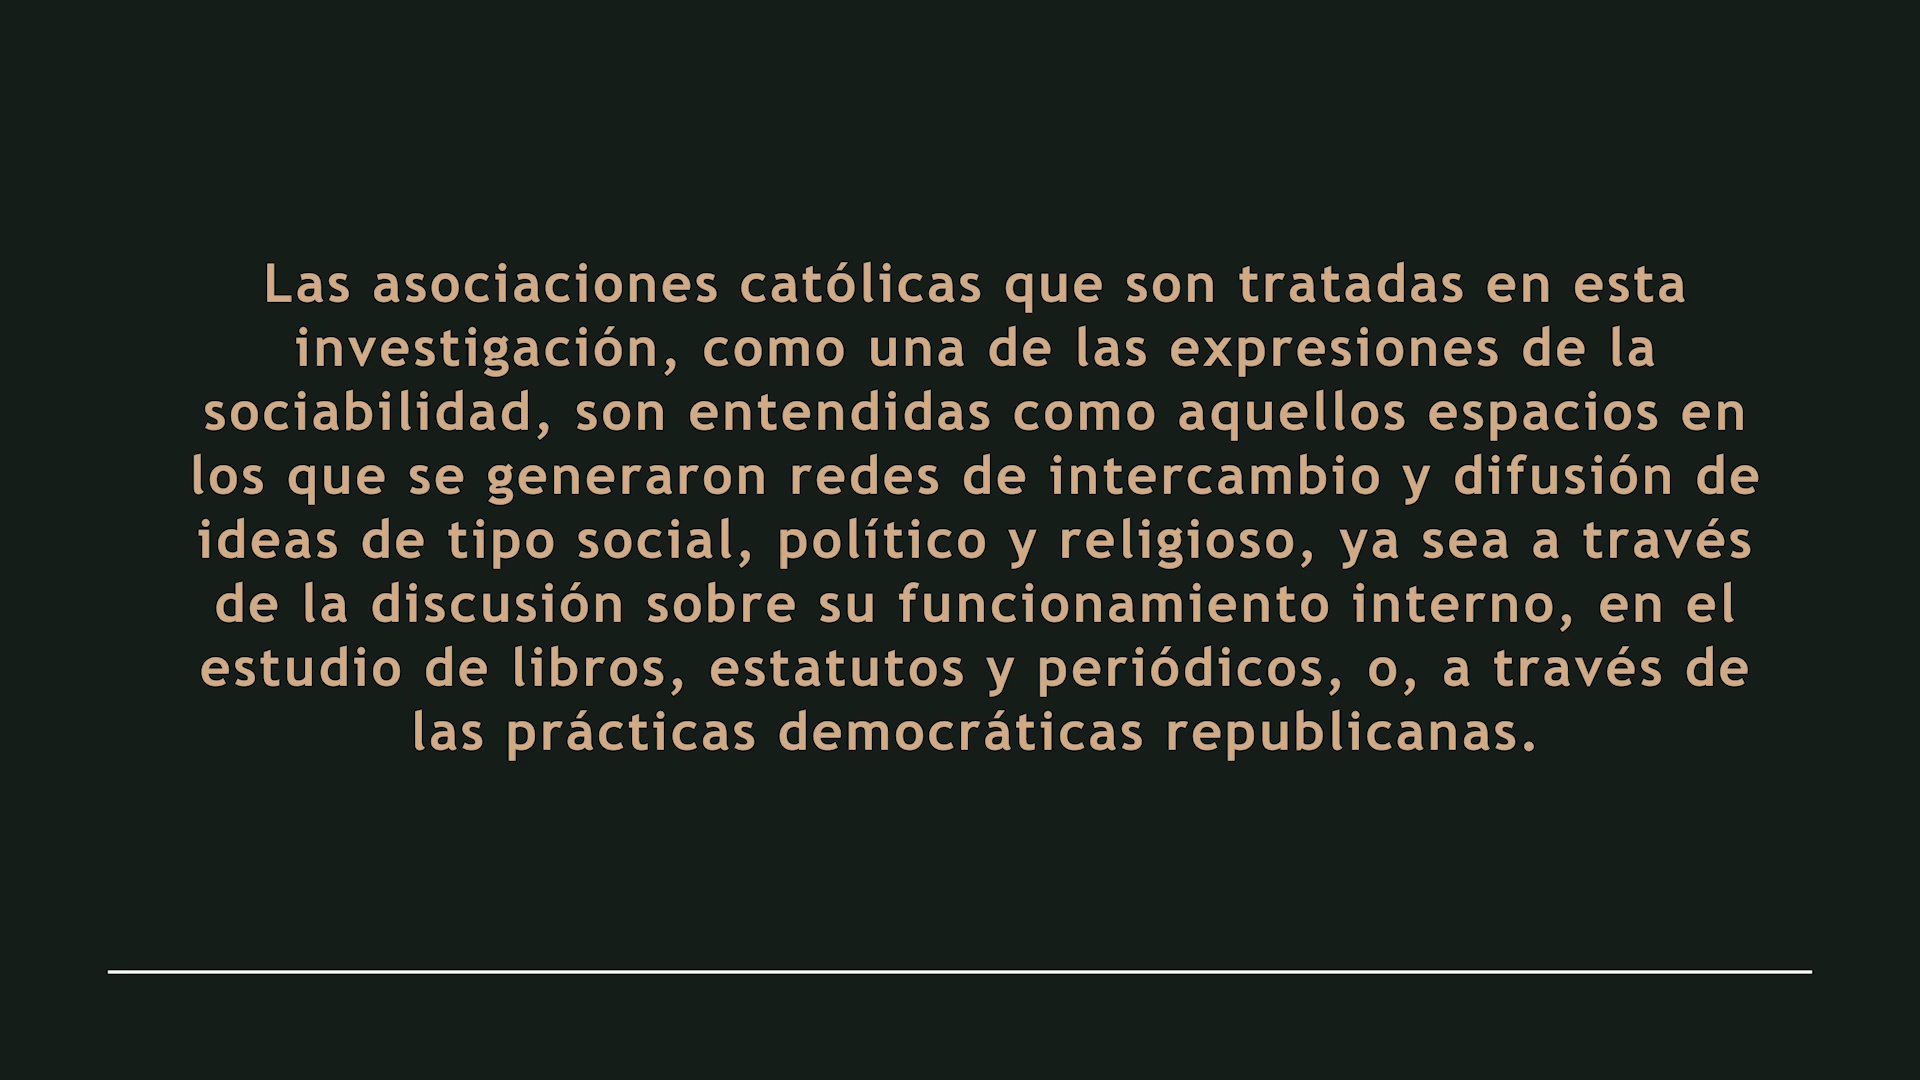 Las asociaciones católicas que son tratadas en esta
investigación, como una de las expresiones de la
sociabilidad, son entendidas como aquellos espacios en
los que se generaron redes de intercambio y difusión de
ideas de tipo social, político y religioso, ya sea a través
de la discusión sobre su funcionamiento interno, en el
estudio de libros, estatutos y periódicos, o, a través de
las prácticas democráticas republicanas.